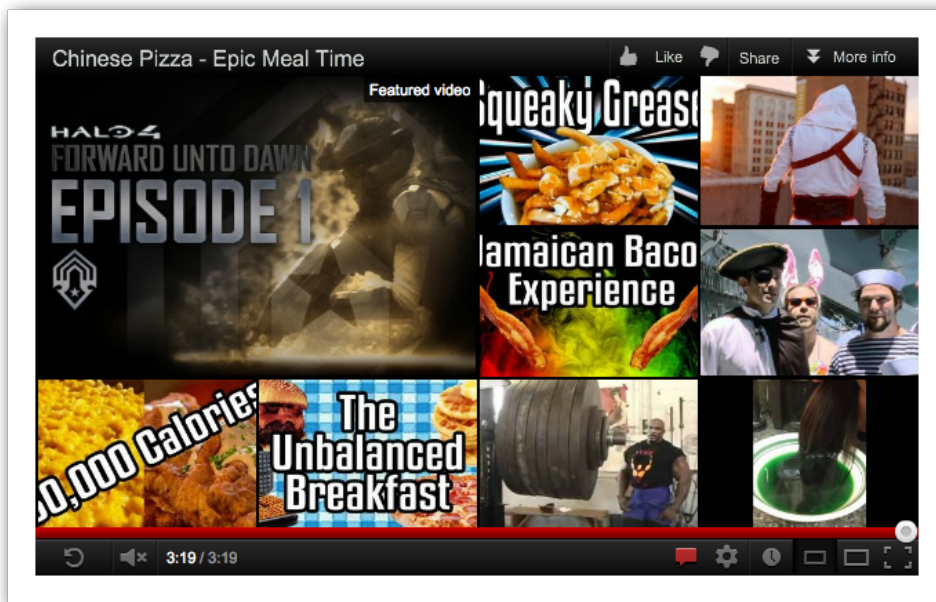 Chinese Pizza - Epic Meal Time
Like
Share
More info
Featured video
HALO 4
FORWARD UNTO DAWN
EPISODE 1
Squeaky Grease
Jamaican Baco
Experience
0,000 Calories
The
Unbalanced
Breakfast
3:19 / 3:19